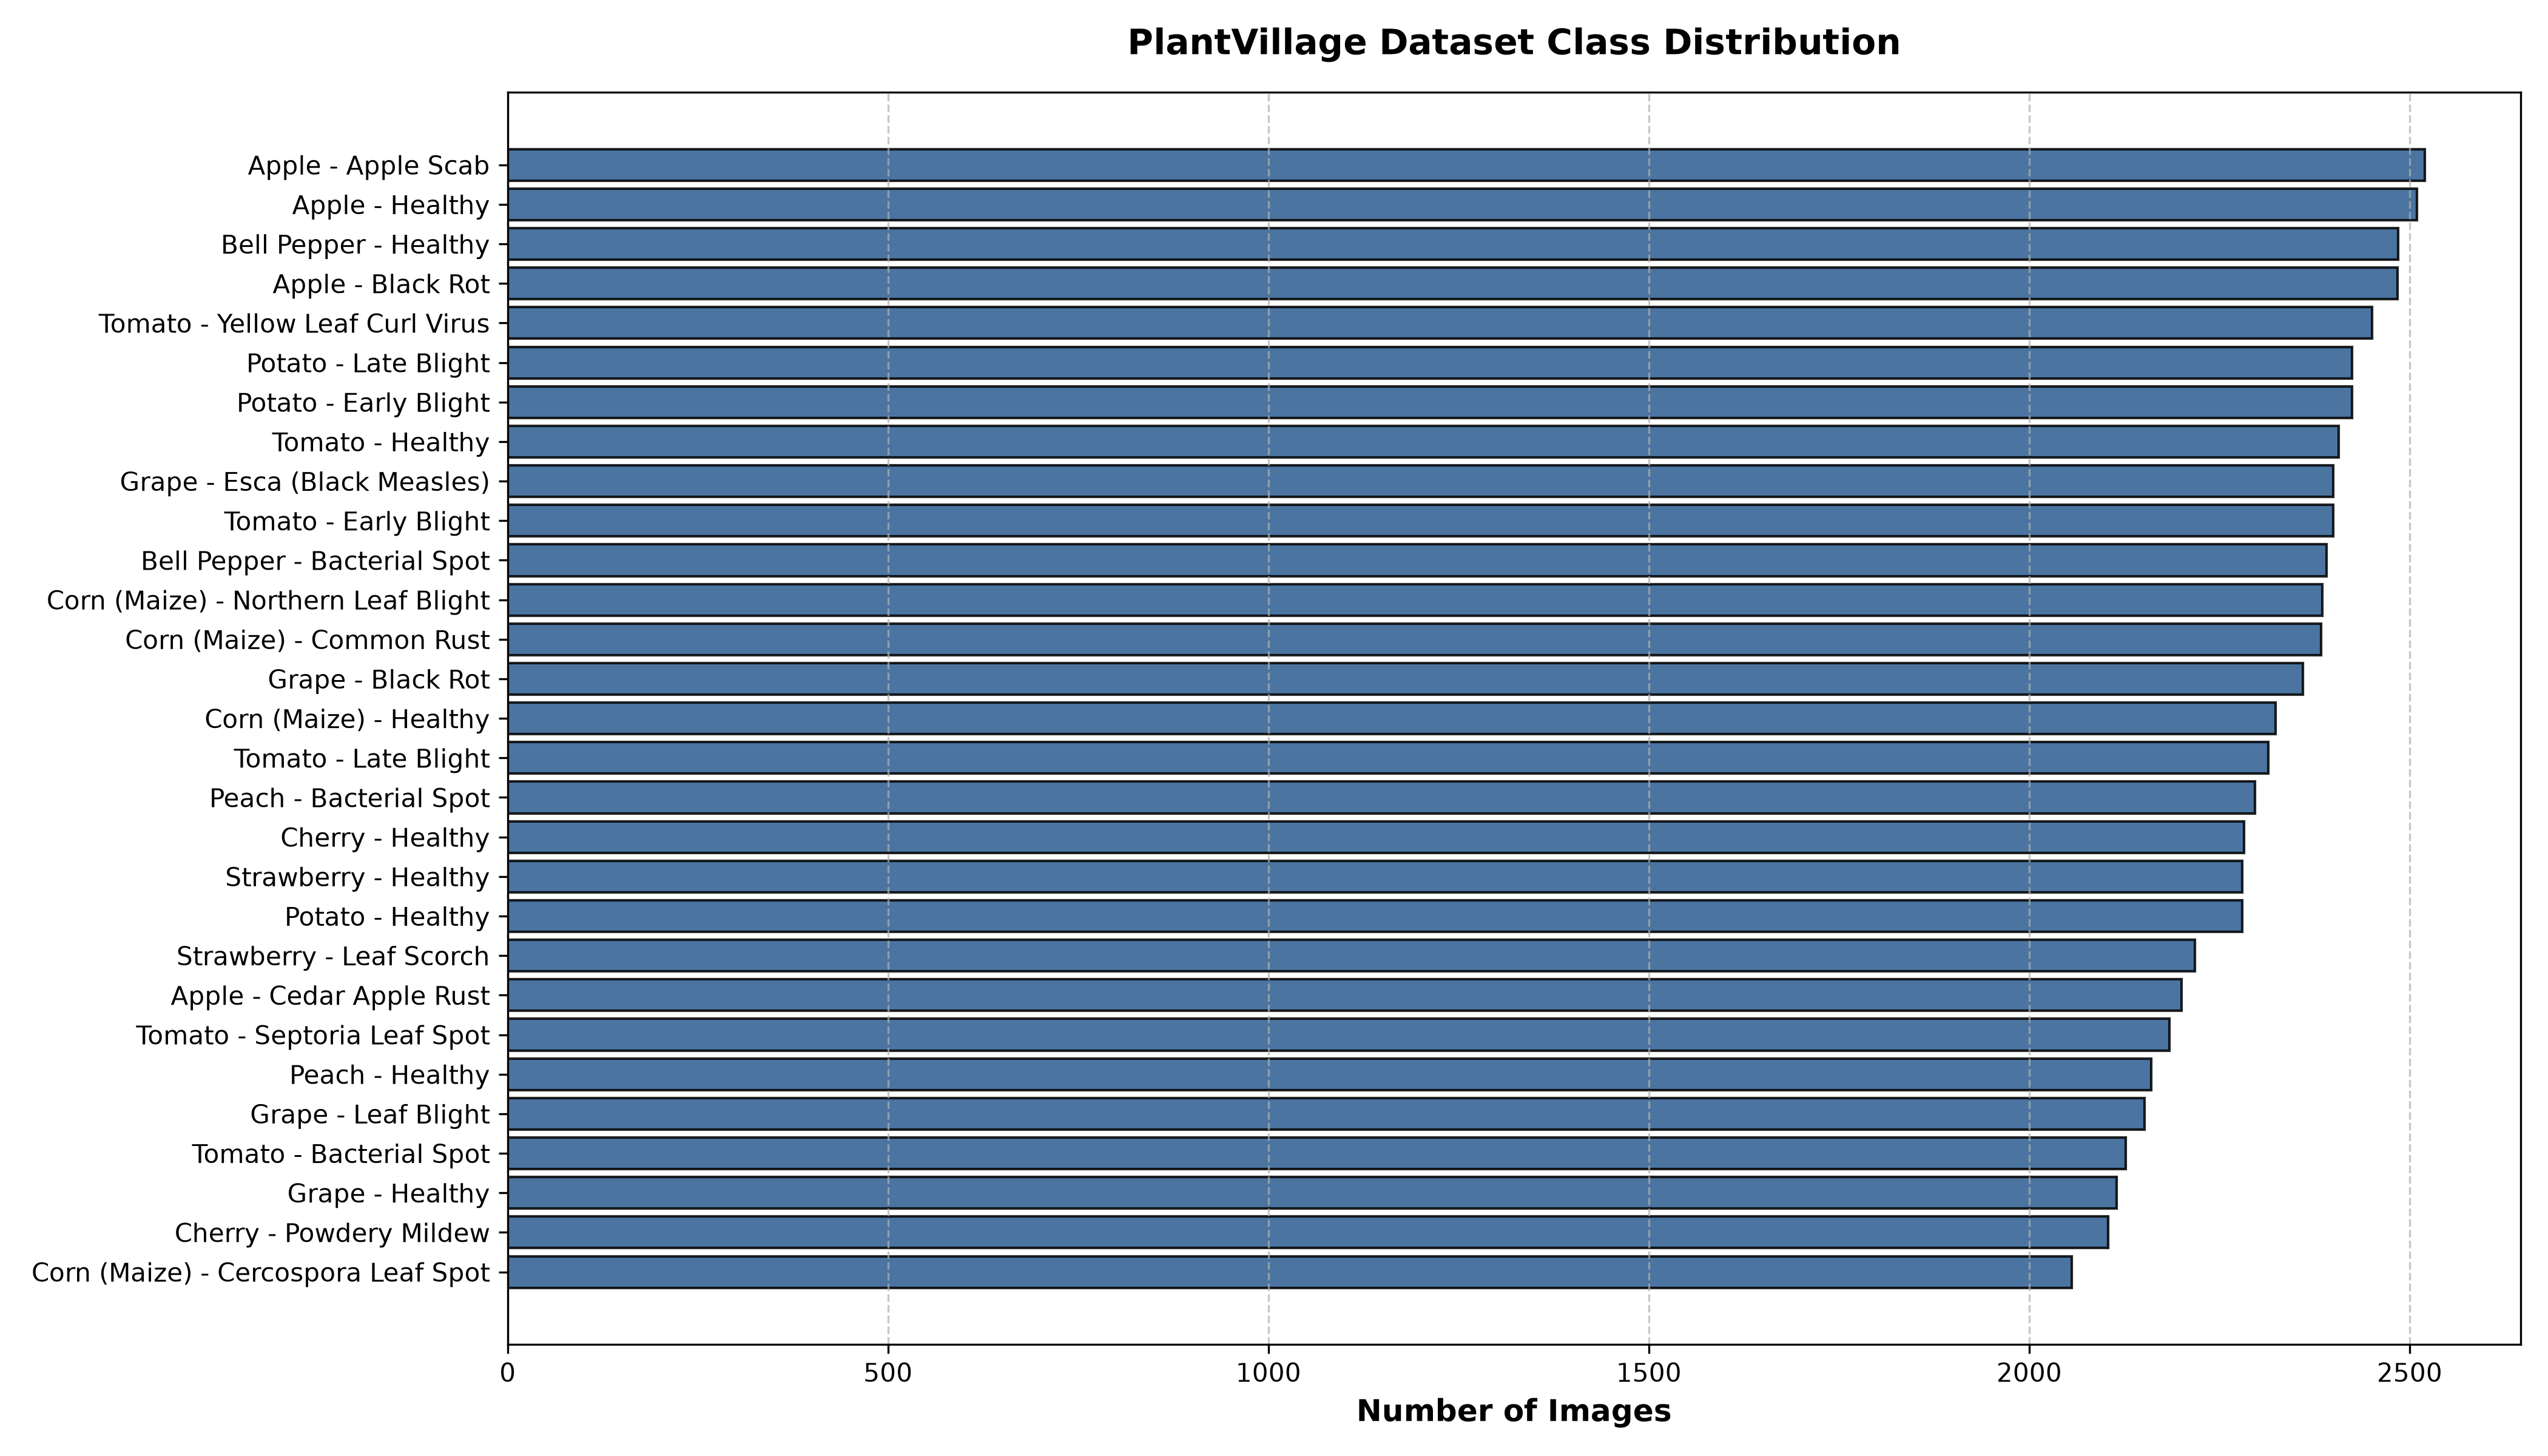 PlantVillage Dataset Class Distribution
Apple - Apple Scab
Apple - Healthy
Bell Pepper - Healthy
Apple - Black Rot
Tomato - Yellow Leaf Curl Virus
Potato - Late Blight
Potato - Early Blight
Tomato - Healthy
Grape - Esca (Black Measles)
Tomato - Early Blight
Bell Pepper - Bacterial Spot
Corn (Maize) - Northern Leaf Blight
Corn (Maize) - Common Rust
Grape - Black Rot
Corn (Maize) - Healthy
Tomato - Late Blight
Peach - Bacterial Spot
Cherry - Healthy
Strawberry - Healthy
Potato - Healthy
Strawberry - Leaf Scorch
Apple - Cedar Apple Rust
Tomato - Septoria Leaf Spot
Peach - Healthy
Grape - Leaf Blight
Tomato - Bacterial Spot
Grape - Healthy
Cherry - Powdery Mildew
Corn (Maize) - Cercospora Leaf Spot
0 500 1000 1500 2000 2500
Number of Images